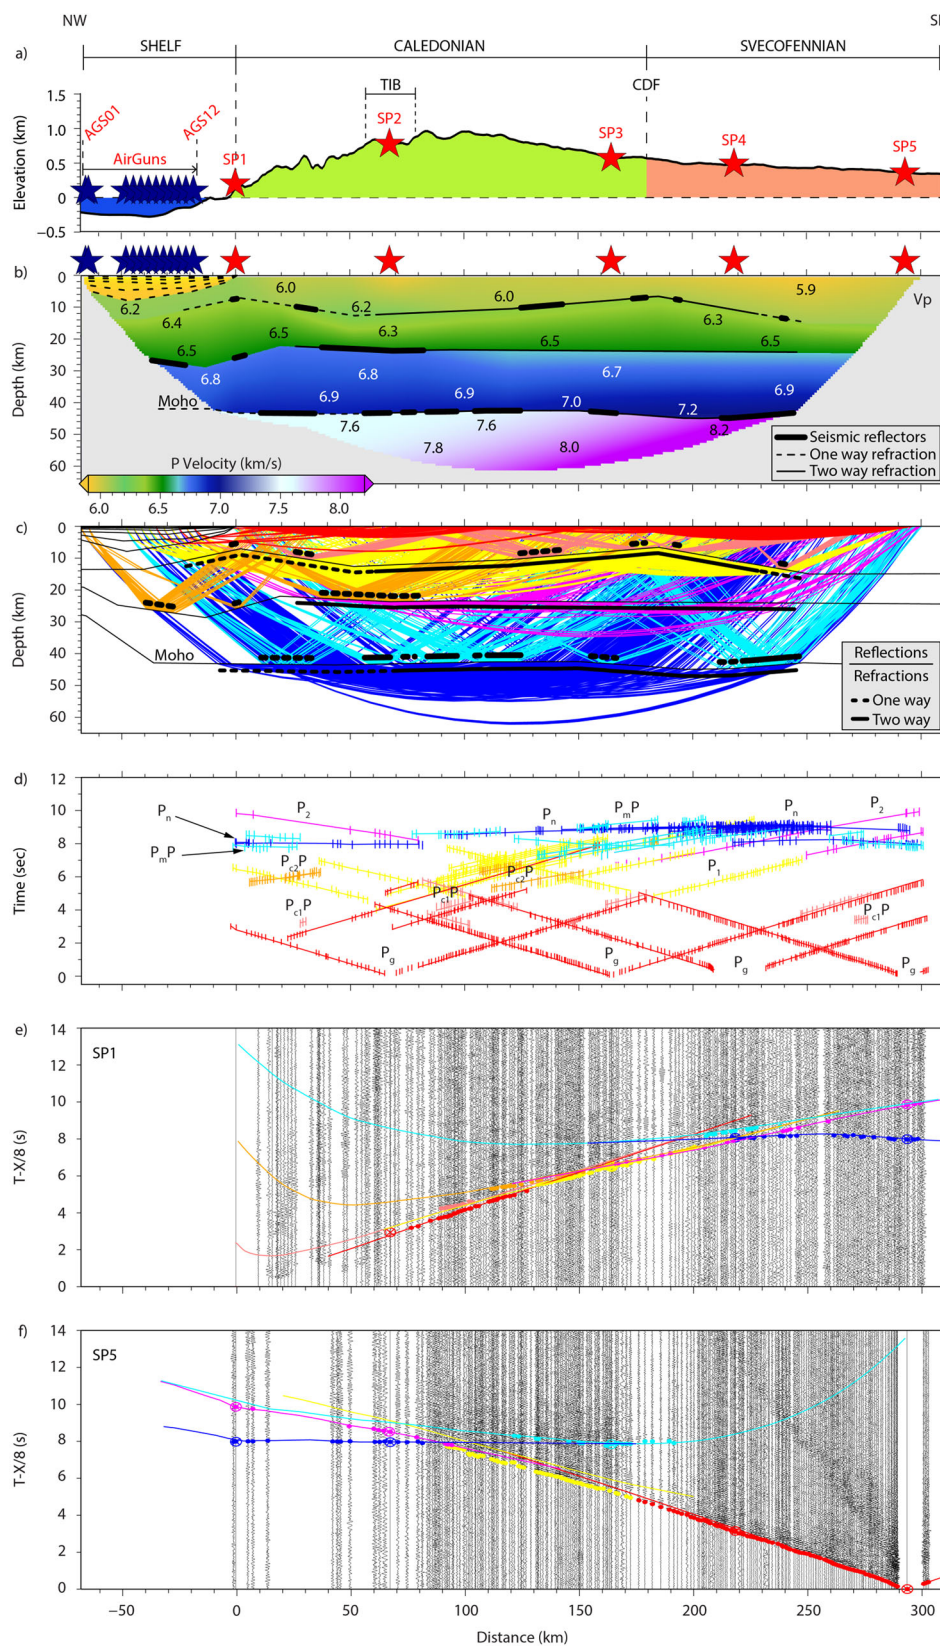 NW
SE
a)
SHELF
CALEDONIAN
SVECOFENNIAN
TIB
CDF
AGS01
AGS12
AirGuns
SP1
SP2
SP3
SP4
SP5
Elevation (km)
1.5
1.0
0.5
0
−0.5
b)
Depth (km)
0
10
20
30
40
50
60
6.0
5.9
Vp
6.2
6.4
6.2
6.0
6.3
6.3
6.5
6.5
6.5
6.5
6.8
6.8
6.7
6.9
6.9
6.9
7.0
7.2
Moho
7.6
7.6
8.2
7.8
8.0
P Velocity (km/s)
6.0
6.5
7.0
7.5
8.0
Seismic reflectors
One way refraction
Two way refraction
c)
Depth (km)
0
10
20
30
40
50
60
Moho
Reflections
Refractions
One way
Two way
d)
Time (sec)
12
10
8
6
4
2
0
Pn
P2
Pn
PmP
Pn
P2
PmP
Pc2P
Pc2P
P1
Pc1P
Pc1P
Pc1P
Pg
Pg
Pg
Pg
e)
SP1
T-X/8 (s)
14
12
10
8
6
4
2
0
f)
SP5
T-X/8 (s)
14
12
10
8
6
4
2
0
−50
0
50
100
150
200
250
300
Distance (km)